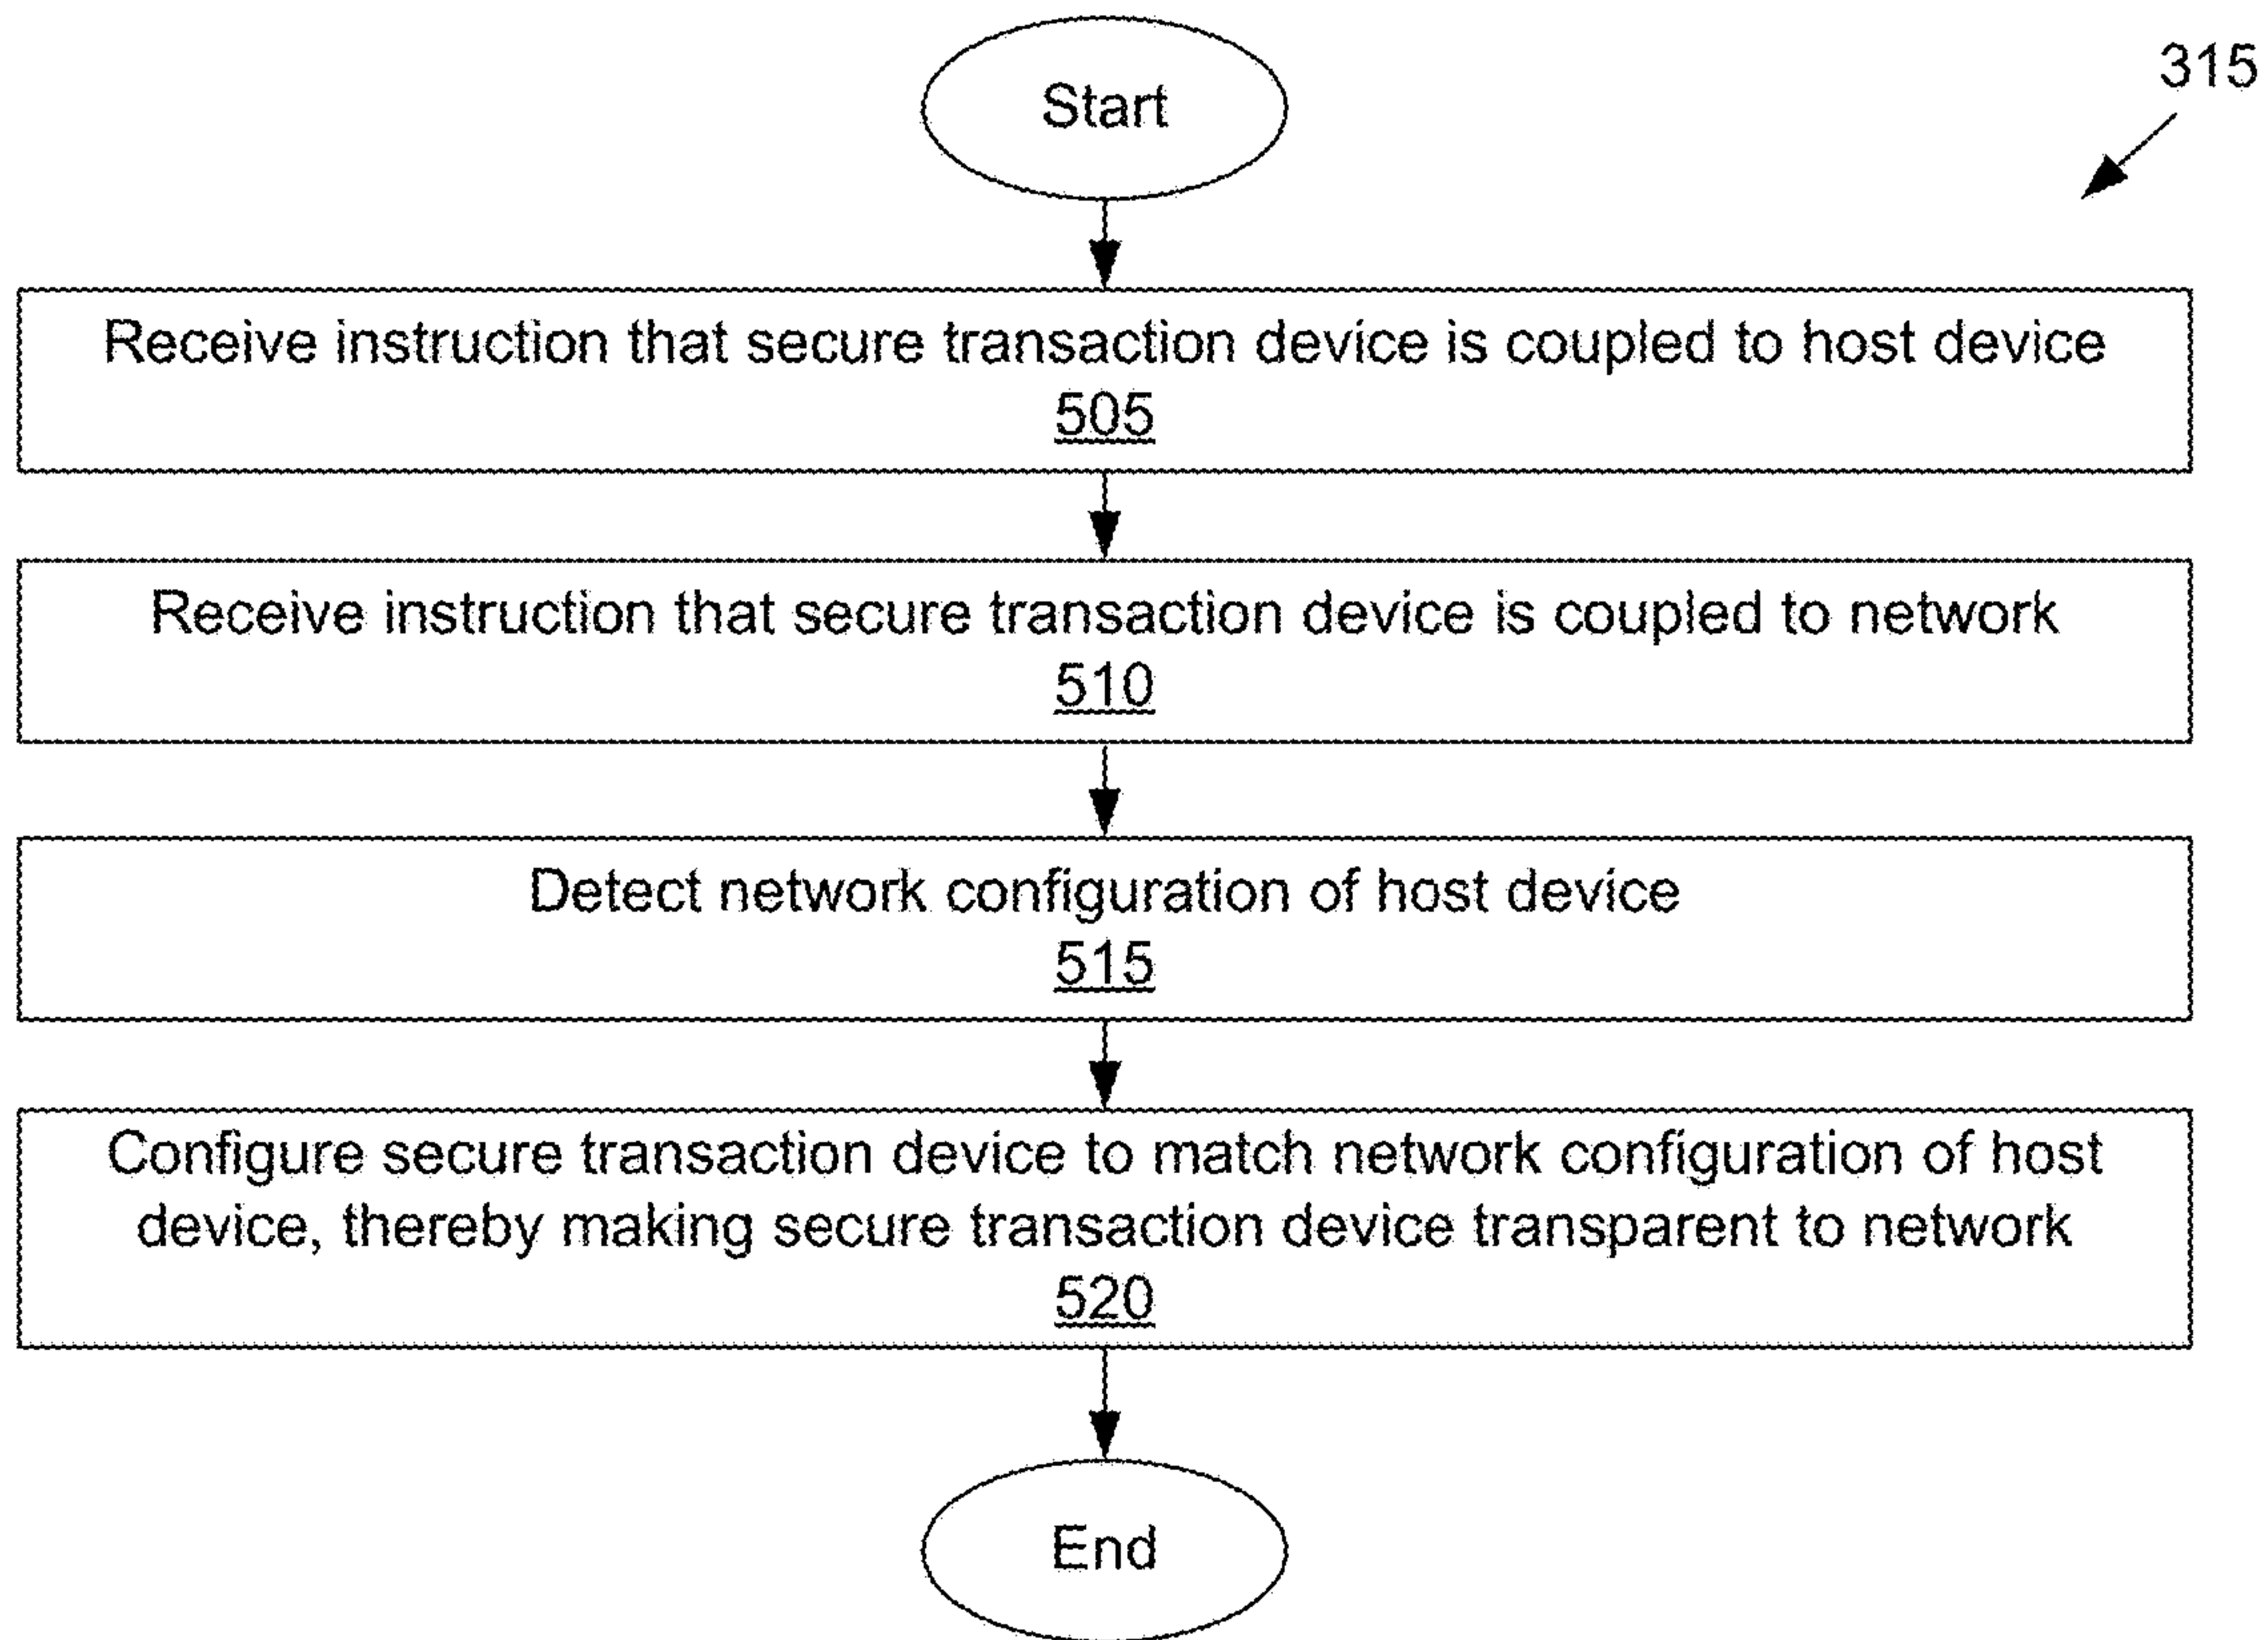 Start
315
Receive instruction that secure transaction device is coupled to host device
505
Receive instruction that secure transaction device is coupled to network
510
Detect network configuration of host device
515
Configure secure transaction device to match network configuration of host
device, thereby making secure transaction device transparent to network
520
End